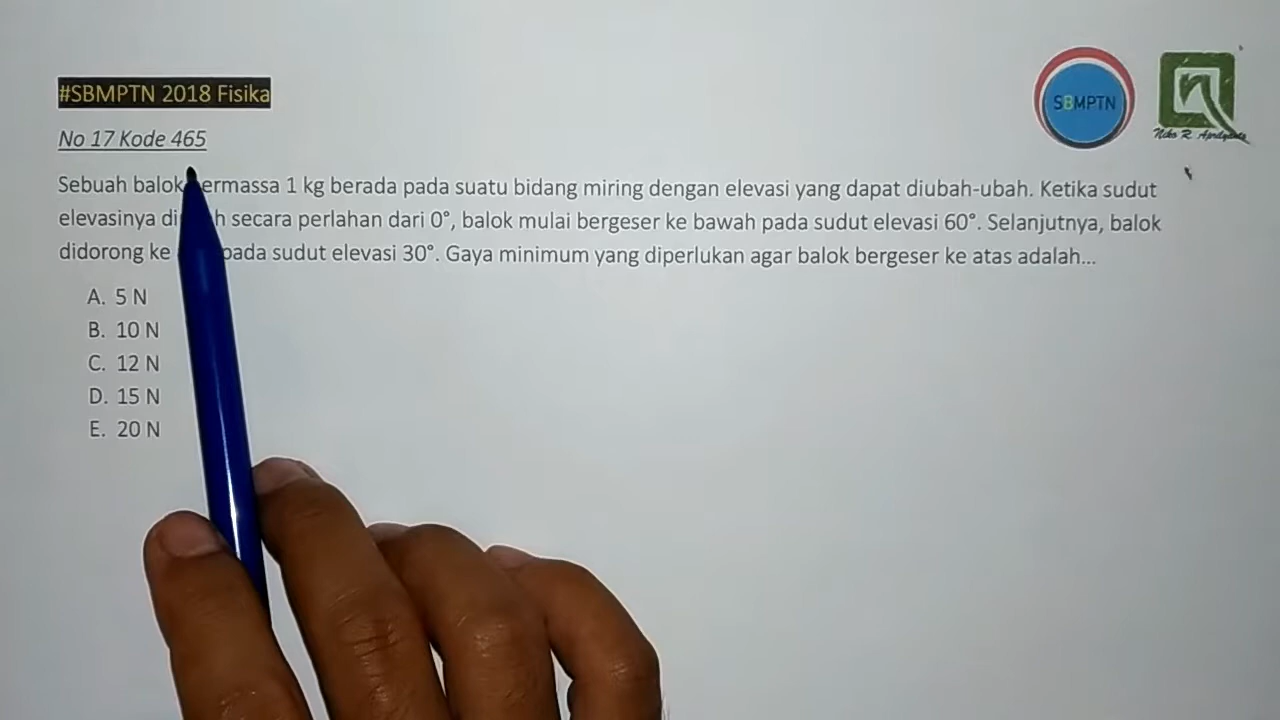 #SBMPTN 2018 Fisika
No 17 Kode 465
SBMPTN
Niko R. Apriliyanto
Sebuah balok ermassa 1 kg berada pada suatu bidang miring dengan elevasi yang dapat diubah-ubah. Ketika sudut
elevasinya di h secara perlahan dari 0°, balok mulai bergeser ke bawah pada sudut elevasi 60°. Selanjutnya, balok
didorong ke pada sudut elevasi 30°. Gaya minimum yang diperlukan agar balok bergeser ke atas adalah...
A. 5 N
B. 10 N
C. 12 N
D. 15 N
E. 20 N